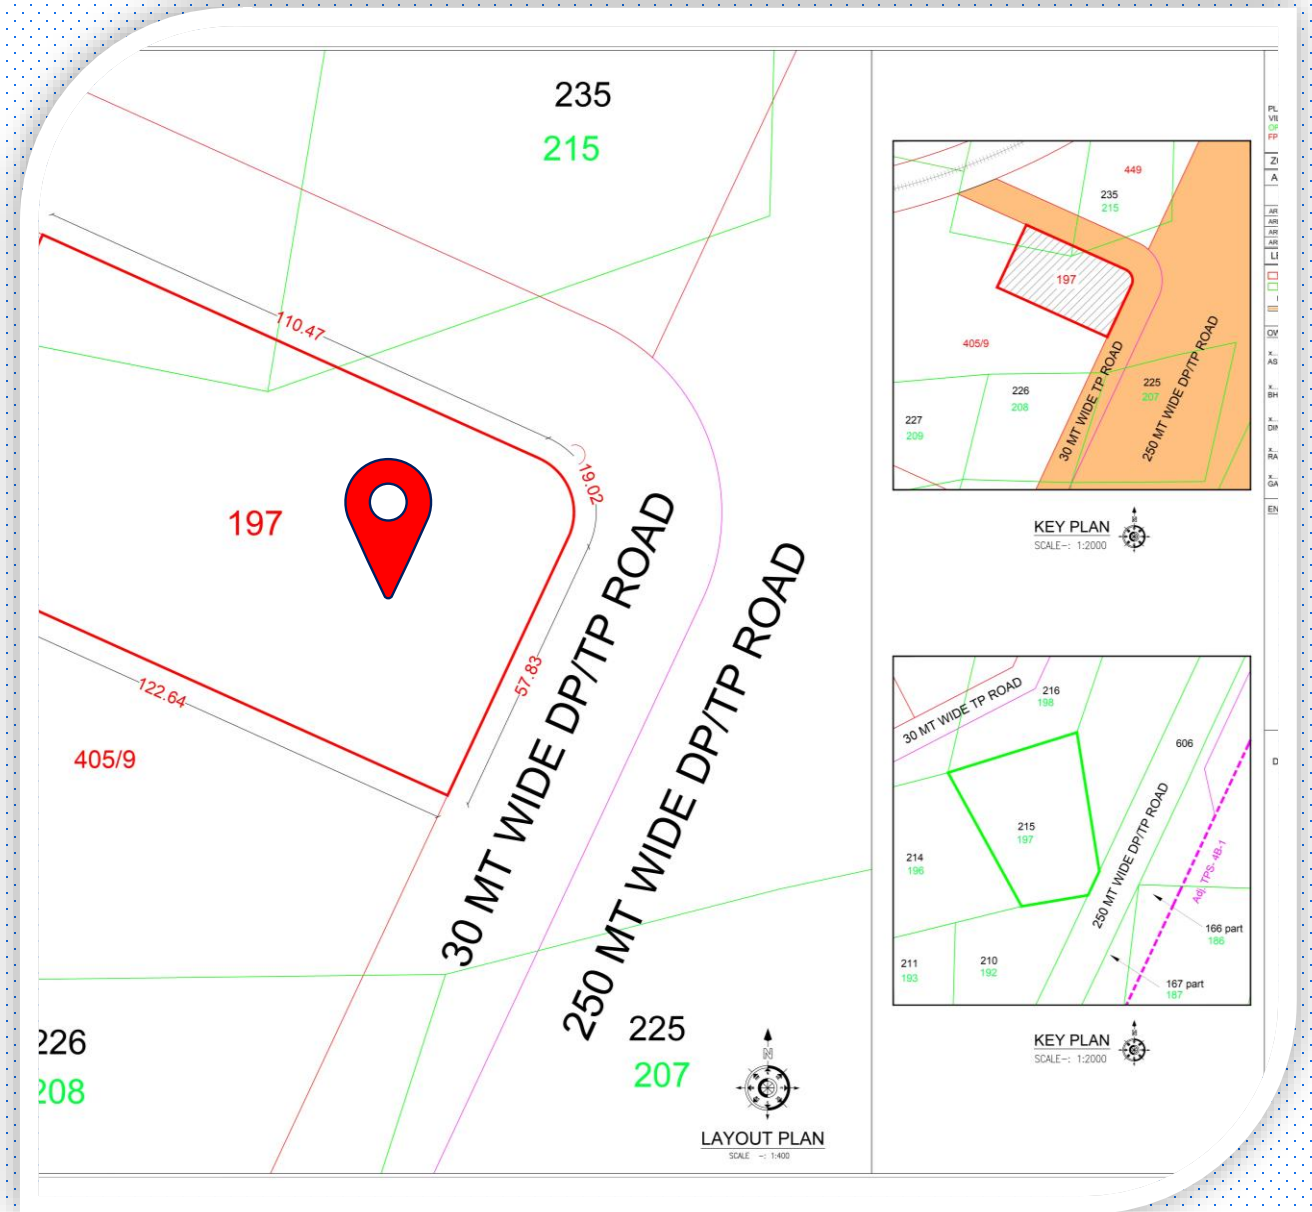 235
215
110.47
19.02
197
57.83
122.64
405/9
30 MT WIDE DP/TP ROAD
250 MT WIDE DP/TP ROAD
226
208
225
207
N
LAYOUT PLAN
SCALE -: 1:400
449
235
215
197
405/9
226
208
225
207
227
209
30 MT WIDE TP ROAD
250 MT WIDE DP/TP ROAD
N
KEY PLAN
SCALE-: 1:2000
30 MT WIDE TP ROAD
216
198
606
215
197
214
196
250 MT WIDE DP/TP ROAD
Adj. TPS- 4B-1
166 part
186
211
193
210
192
167 part
187
N
KEY PLAN
SCALE-: 1:2000